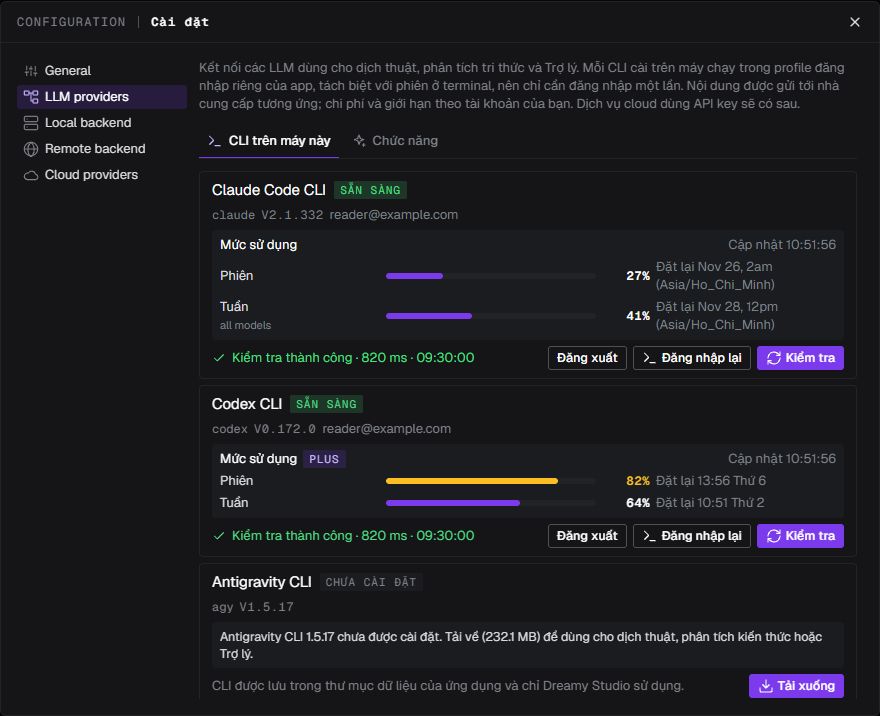 CONFIGURATION | Cài đặt
General
LLM providers
Local backend
Remote backend
Cloud providers
Kết nối các LLM dùng cho dịch thuật, phân tích tri thức và Trợ lý. Mỗi CLI cài trên máy chạy trong profile đăng
nhập riêng của app, tách biệt với phiên ở terminal, nên chỉ cần đăng nhập một lần. Nội dung được gửi tới nhà
cung cấp tương ứng; chi phí và giới hạn theo tài khoản của bạn. Dịch vụ cloud dùng API key sẽ có sau.
CLI trên máy này
Chức năng
Claude Code CLI SẴN SÀNG
claude V2.1.332 reader@example.com
Mức sử dụng Cập nhật 10:51:56
Phiên 27% Đặt lại Nov 26, 2am
(Asia/Ho_Chi_Minh)
Tuần 41% Đặt lại Nov 28, 12pm
all models (Asia/Ho_Chi_Minh)
Kiểm tra thành công · 820 ms · 09:30:00 Đăng xuất Đăng nhập lại Kiểm tra
Codex CLI SẴN SÀNG
codex V0.172.0 reader@example.com
Mức sử dụng PLUS Cập nhật 10:51:56
Phiên 82% Đặt lại 13:56 Thứ 6
Tuần 64% Đặt lại 10:51 Thứ 2
Kiểm tra thành công · 820 ms · 09:30:00 Đăng xuất Đăng nhập lại Kiểm tra
Antigravity CLI CHƯA CÀI ĐẶT
agy V1.5.17
Antigravity CLI 1.5.17 chưa được cài đặt. Tải về (232.1 MB) để dùng cho dịch thuật, phân tích kiến thức hoặc
Trợ lý.
CLI được lưu trong thư mục dữ liệu của ứng dụng và chỉ Dreamy Studio sử dụng. Tải xuống